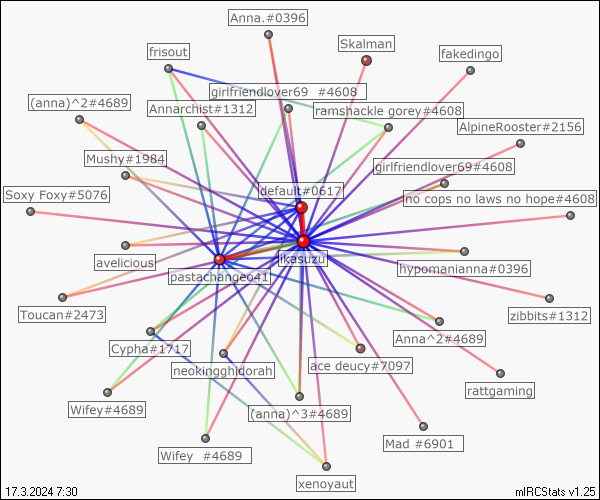 Anna.#0396
Skalman
frisout
fakedingo
girlfriendlover69 #4608
(anna)^2#4689
Annarchist#1312
ramshackle gorey#4608
AlpineRooster#2156
Mushy#1984
girlfriendlover69#4608
default#0617
Soxy Foxy#5076
no cops no laws no hope#4608
likasuzu
avelicious
hypomanianna#0396
pastachangeo41
Toucan#2473
zibbits#1312
Anna^2#4689
Cypha#1717
ace deucy#7097
neokingghidorah
rattgaming
Wifey#4689
(anna)^3#4689
Mad #6901
Wifey #4689
xenoyaut
17.3.2024 7:30
mIRCStats v1.25